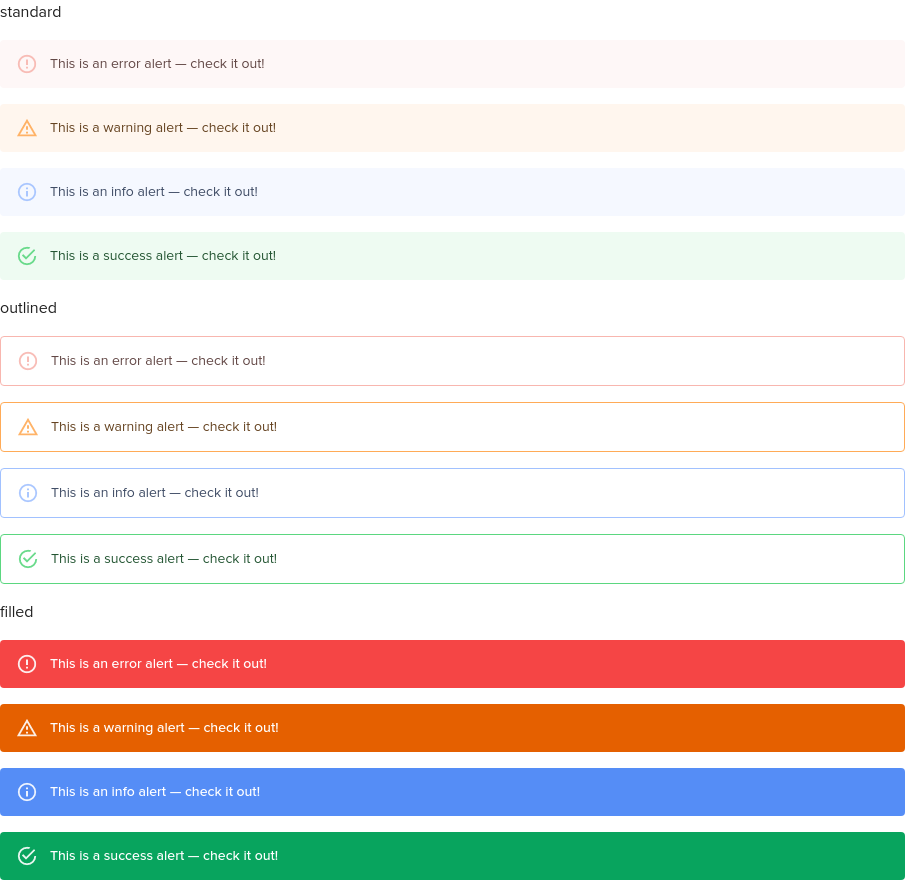 standard
This is an error alert — check it out!
This is a warning alert — check it out!
This is an info alert — check it out!
This is a success alert — check it out!
outlined
This is an error alert — check it out!
This is a warning alert — check it out!
This is an info alert — check it out!
This is a success alert — check it out!
filled
This is an error alert — check it out!
This is a warning alert — check it out!
This is an info alert — check it out!
This is a success alert — check it out!